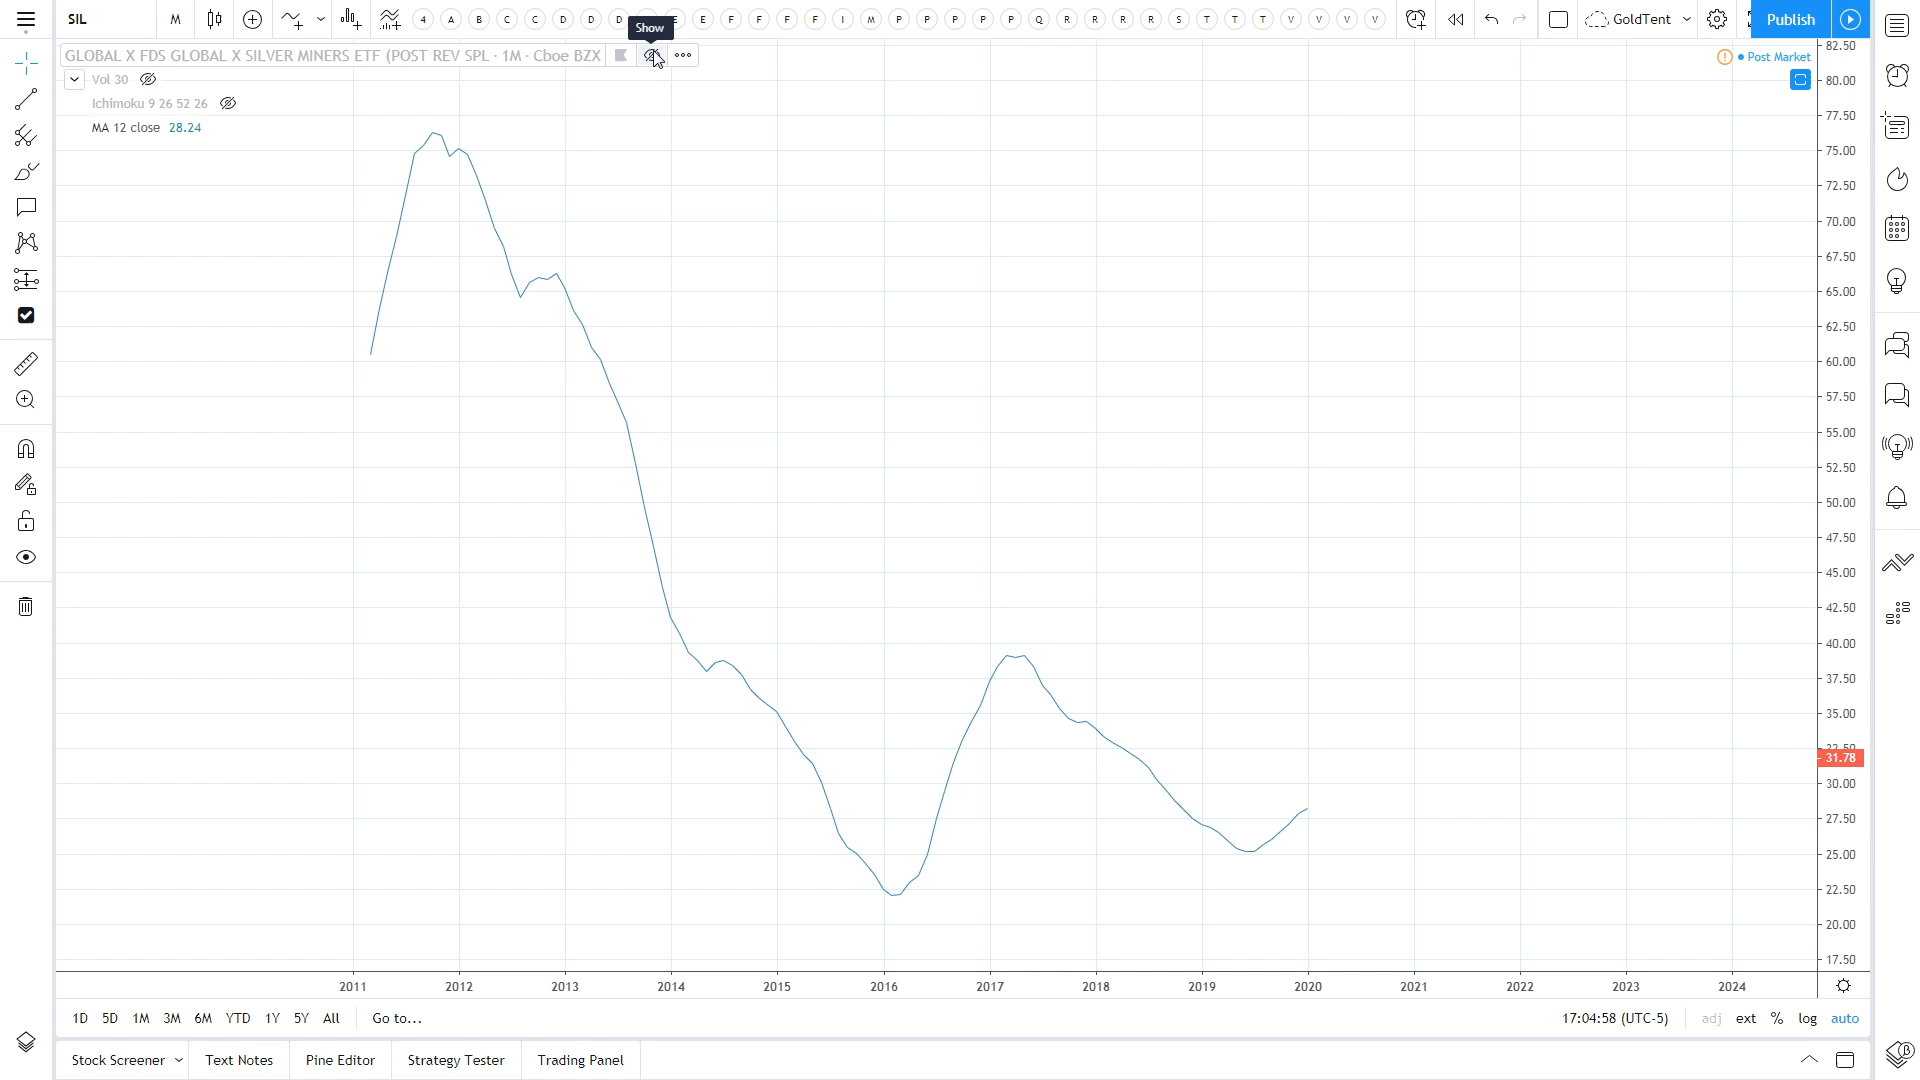 SIL M 4 A B C C D D D E E F F F F I M P P P P P Q R R R R S T T T V V V V GoldTent Publish
Show
GLOBAL X FDS GLOBAL X SILVER MINERS ETF (POST REV SPL · 1M · Cboe BZX
Post Market
Vol 30
Ichimoku 9 26 52 26
MA 12 close 28.24
82.50
80.00
77.50
75.00
72.50
70.00
67.50
65.00
62.50
60.00
57.50
55.00
52.50
50.00
47.50
45.00
42.50
40.00
37.50
35.00
32.50
31.78
30.00
27.50
25.00
22.50
20.00
17.50
2011 2012 2013 2014 2015 2016 2017 2018 2019 2020 2021 2022 2023 2024
1D 5D 1M 3M 6M YTD 1Y 5Y All Go to... 17:04:58 (UTC-5) adj ext % log auto
Stock Screener Text Notes Pine Editor Strategy Tester Trading Panel